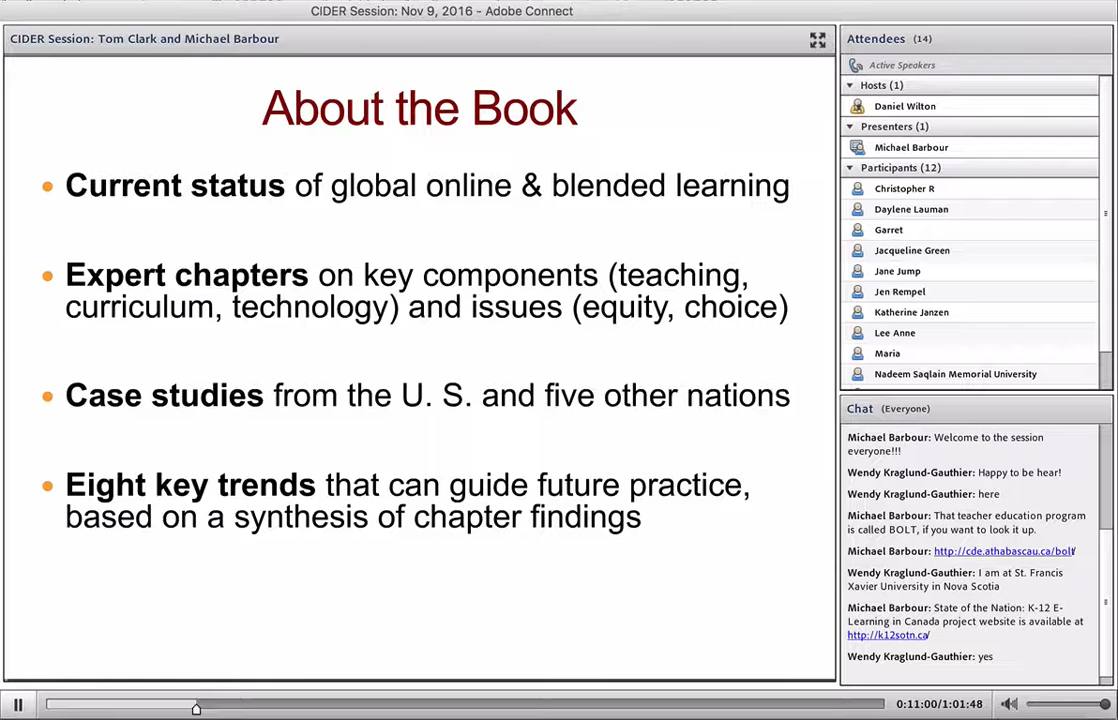 CIDER Session: Nov 9, 2016 - Adobe Connect
CIDER Session: Tom Clark and Michael Barbour
About the Book
• Current status of global online & blended learning
• Expert chapters on key components (teaching,
curriculum, technology) and issues (equity, choice)
• Case studies from the U. S. and five other nations
• Eight key trends that can guide future practice,
based on a synthesis of chapter findings
Attendees (14)
Active Speakers
Hosts (1)
Daniel Wilton
Presenters (1)
Michael Barbour
Participants (12)
Christopher R
Daylene Lauman
Garret
Jacqueline Green
Jane Jump
Jen Rempel
Katherine Janzen
Lee Anne
Maria
Nadeem Saqlain Memorial University
Chat (Everyone)
Michael Barbour: Welcome to the session
everyone!!!
Wendy Kraglund-Gauthier: Happy to be hear!
Wendy Kraglund-Gauthier: here
Michael Barbour: That teacher education program
is called BOLT, if you want to look it up.
Michael Barbour: http://cde.athabascau.ca/bolt/
Wendy Kraglund-Gauthier: I am at St. Francis
Xavier University in Nova Scotia
Michael Barbour: State of the Nation: K-12 E-
Learning in Canada project website is available at
http://k12sotn.ca/
Wendy Kraglund-Gauthier: yes
0:11:00/1:01:48